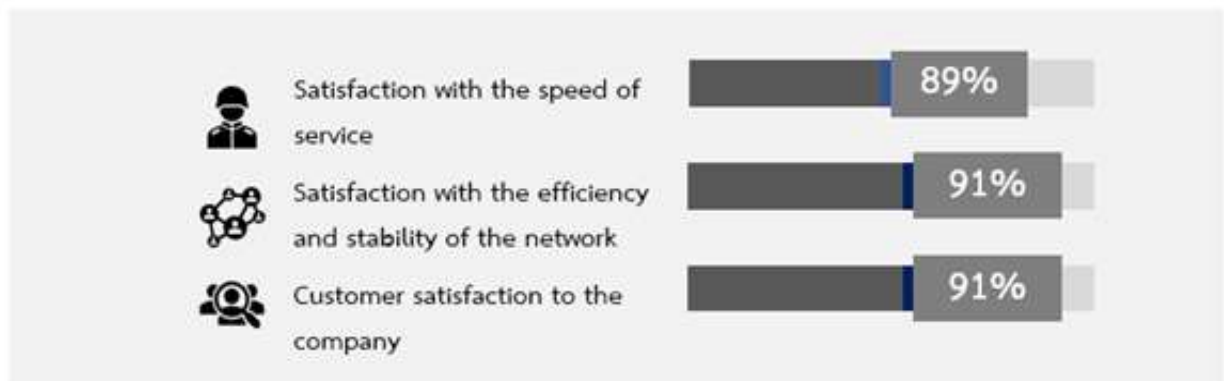 Satisfaction with the speed of
service
89%
Satisfaction with the efficiency
and stability of the network
91%
Customer satisfaction to the
company
91%